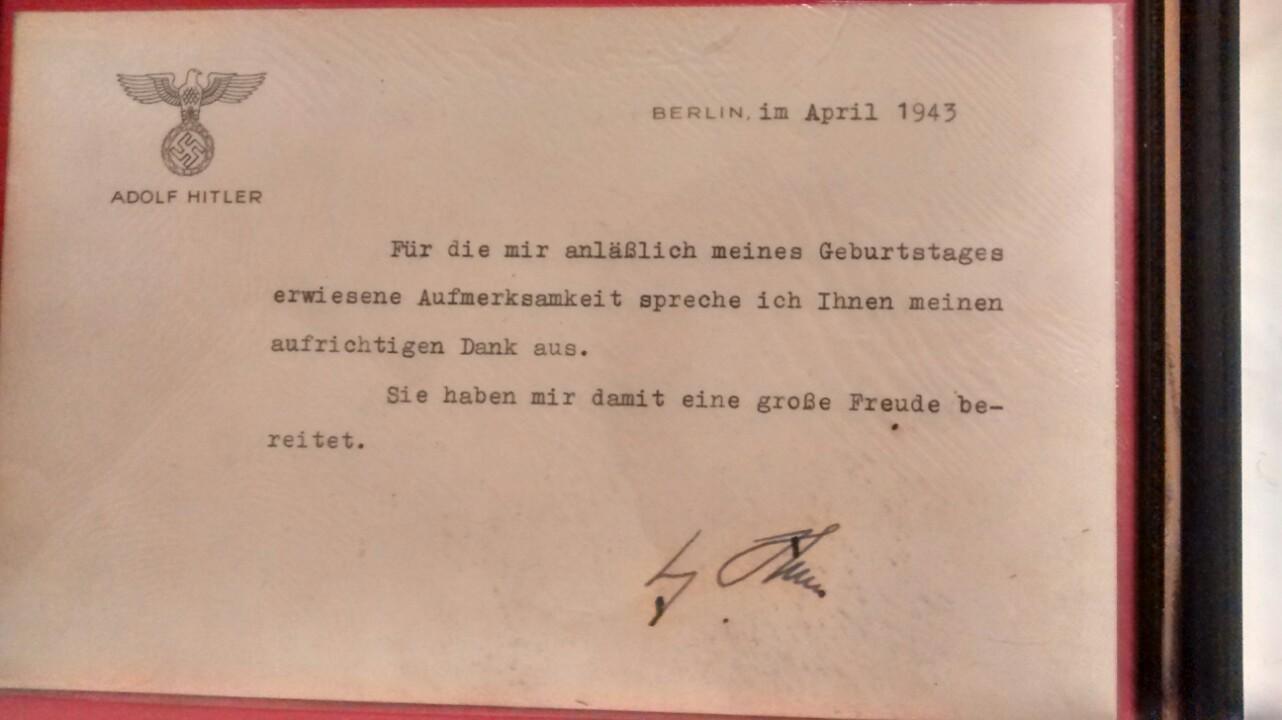 BERLIN, im April 1943
ADOLF HITLER
Für die mir anläßlich meines Geburtstages
erwiesene Aufmerksamkeit spreche ich Ihnen meinen
aufrichtigen Dank aus.
Sie haben mir damit eine große Freude be-
reitet.